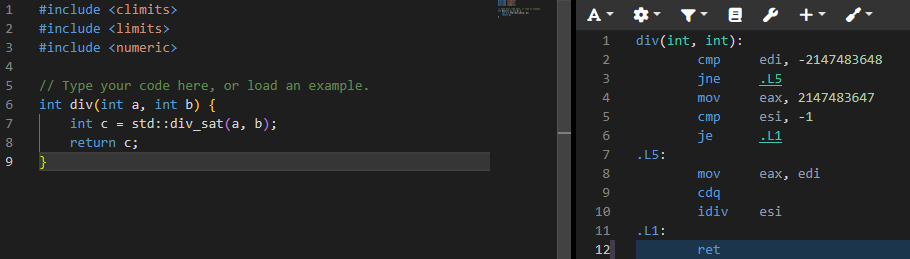 1 #include <climits>
2 #include <limits>
3 #include <numeric>
4
5 // Type your code here, or load an example.
6 int div(int a, int b) {
7     int c = std::div_sat(a, b);
8     return c;
9 }
A
1 div(int, int):
2         cmp     edi, -2147483648
3         jne     .L5
4         mov     eax, 2147483647
5         cmp     esi, -1
6         je      .L1
7 .L5:
8         mov     eax, edi
9         cdq
10         idiv    esi
11 .L1:
12         ret